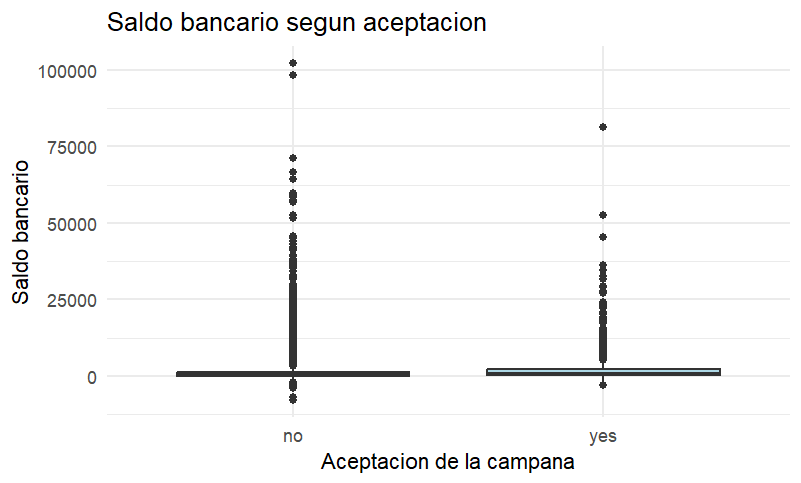 Saldo bancario segun aceptacion
Saldo bancario
100000
75000
50000
25000
0
no
yes
Aceptacion de la campana